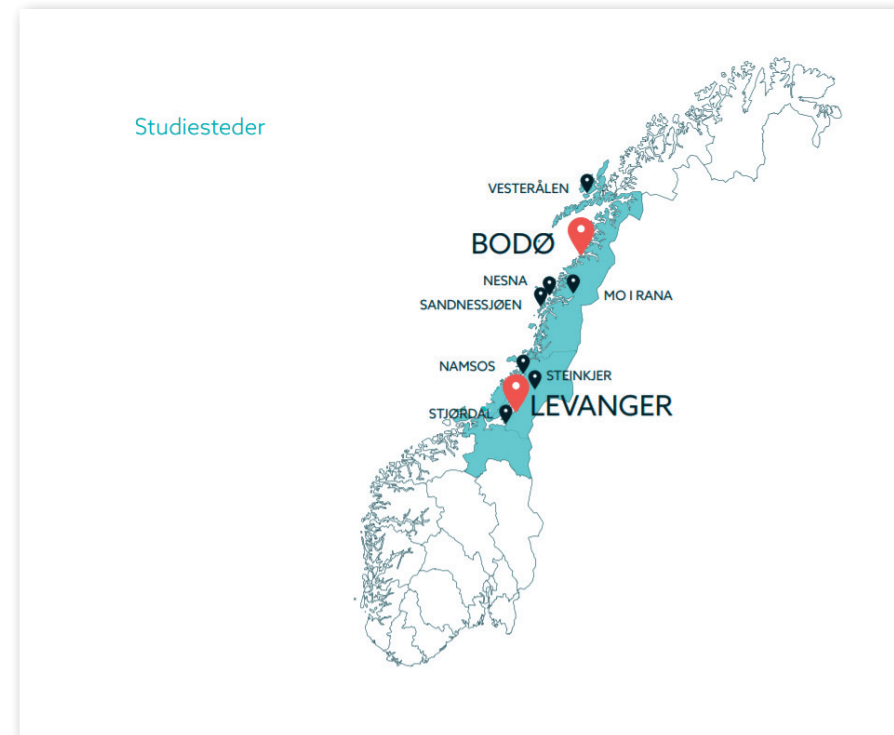 Studiesteder
VESTERÅLEN
BODØ
NESNA
SANDNESSJØEN
MO I RANA
NAMSOS
STEINKJER
LEVANGER
STJØRDAL